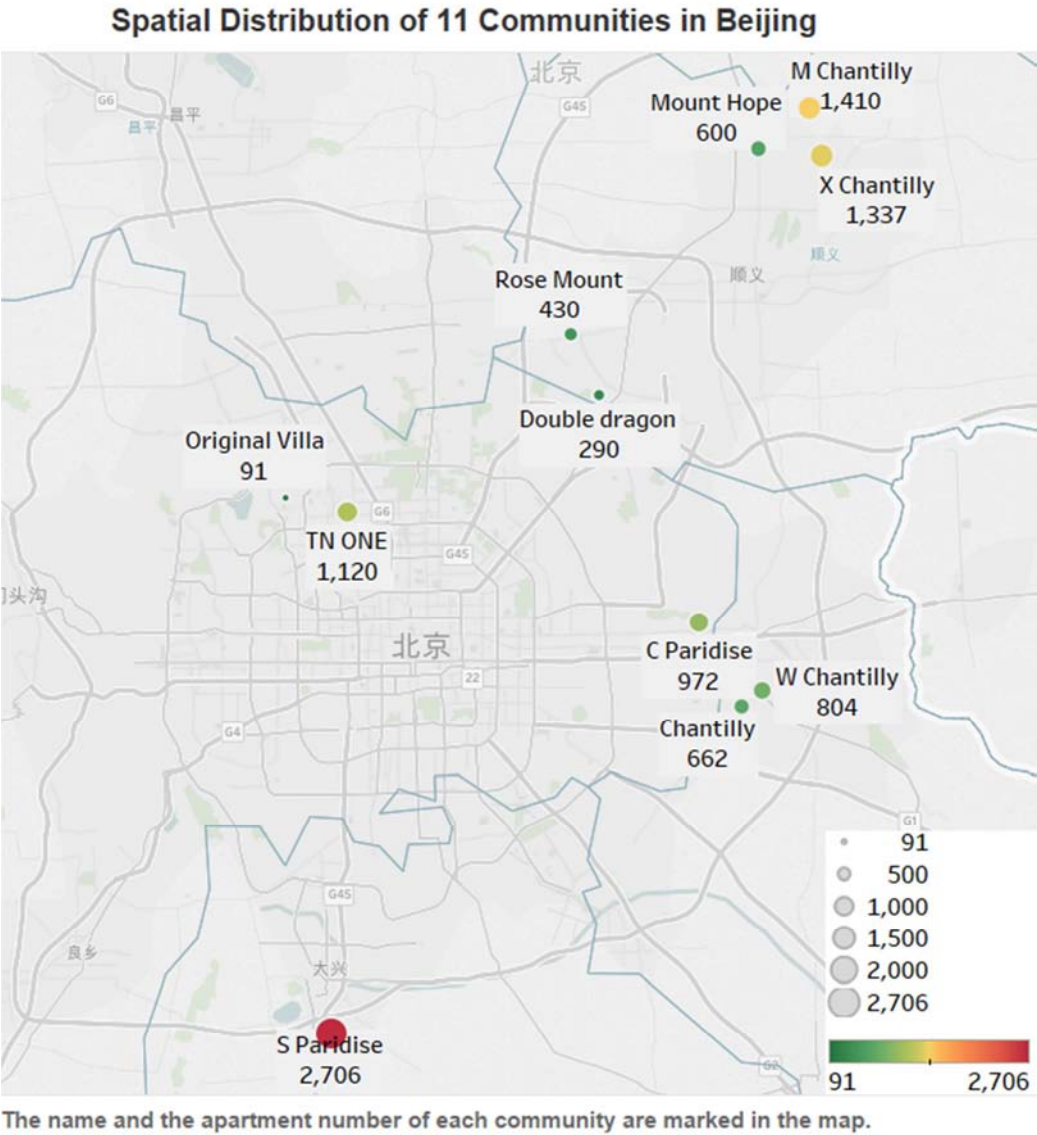 Spatial Distribution of 11 Communities in Beijing
北京
M Chantilly
1,410
G6
G45
Mount Hope
600
昌平
昌平
X Chantilly
1,337
顺义
顺义
Rose Mount
430
Double dragon
290
Original Villa
91
G6
TN ONE
1,120
G45
门头沟
北京
C Paridise
972
22
W Chantilly
804
G4
Chantilly
662
G1
91
500
1,000
1,500
2,000
2,706
G45
良乡
大兴
S Paridise
2,706
G2
91
2,706
The name and the apartment number of each community are marked in the map.